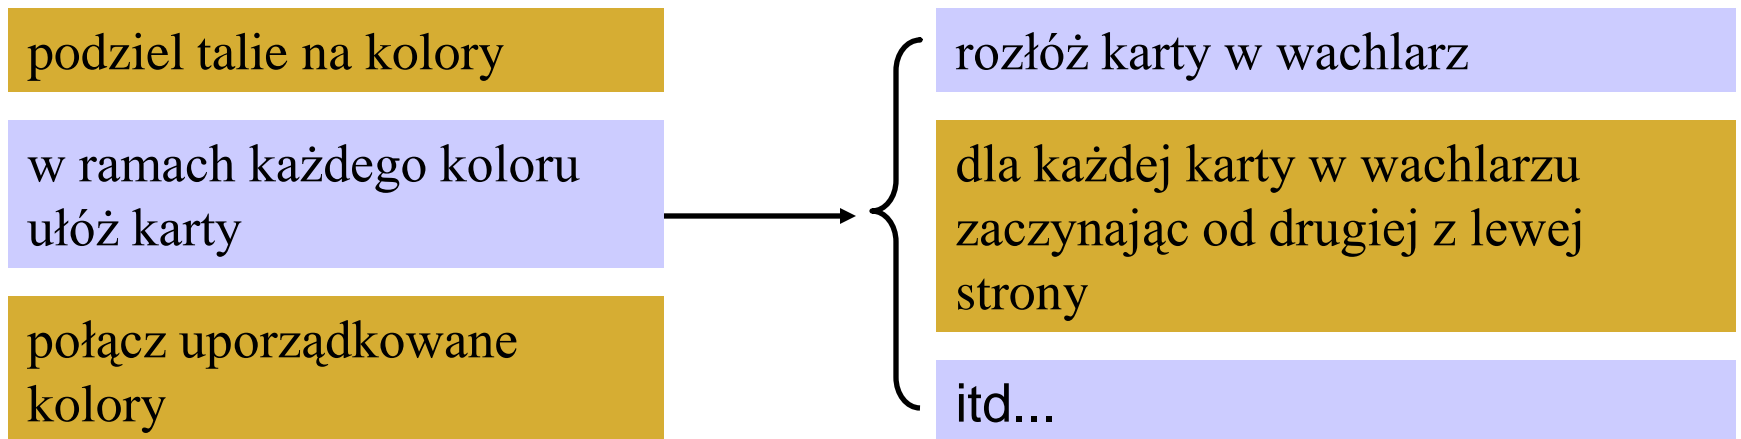 podziel talie na kolory
w ramach każdego koloru
ułóż karty
połącz uporządkowane
kolory
rozłóż karty w wachlarz
dla każdej karty w wachlarzu
zaczynając od drugiej z lewej
strony
itd...